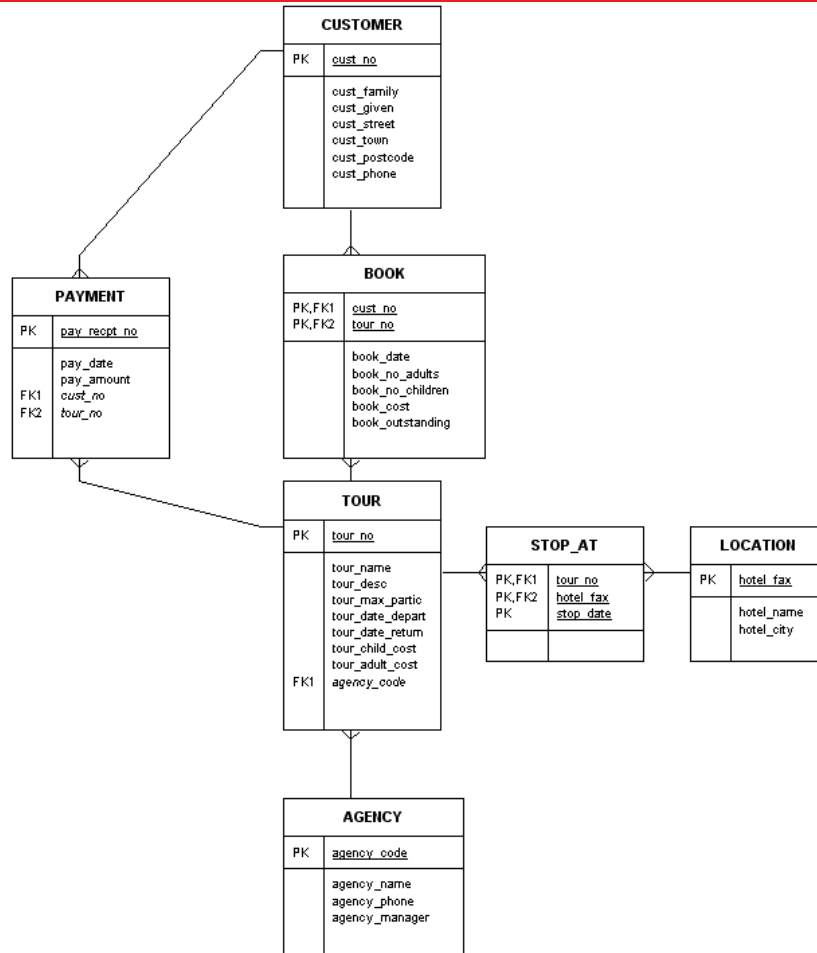 CUSTOMER
PK cust_no
cust_family
cust_given
cust_street
cust_town
cust_postcode
cust_phone
PAYMENT
PK pay_recpt_no
pay_date
pay_amount
FK1 cust_no
FK2 tour_no
BOOK
PK,FK1 cust_no
PK,FK2 tour_no
book_date
book_no_adults
book_no_children
book_cost
book_outstanding
TOUR
PK tour_no
tour_name
tour_desc
tour_max_partic
tour_date_depart
tour_date_return
tour_child_cost
tour_adult_cost
FK1 agency_code
STOP_AT
PK,FK1 tour_no
PK,FK2 hotel_fax
PK stop_date
LOCATION
PK hotel_fax
hotel_name
hotel_city
AGENCY
PK agency_code
agency_name
agency_phone
agency_manager